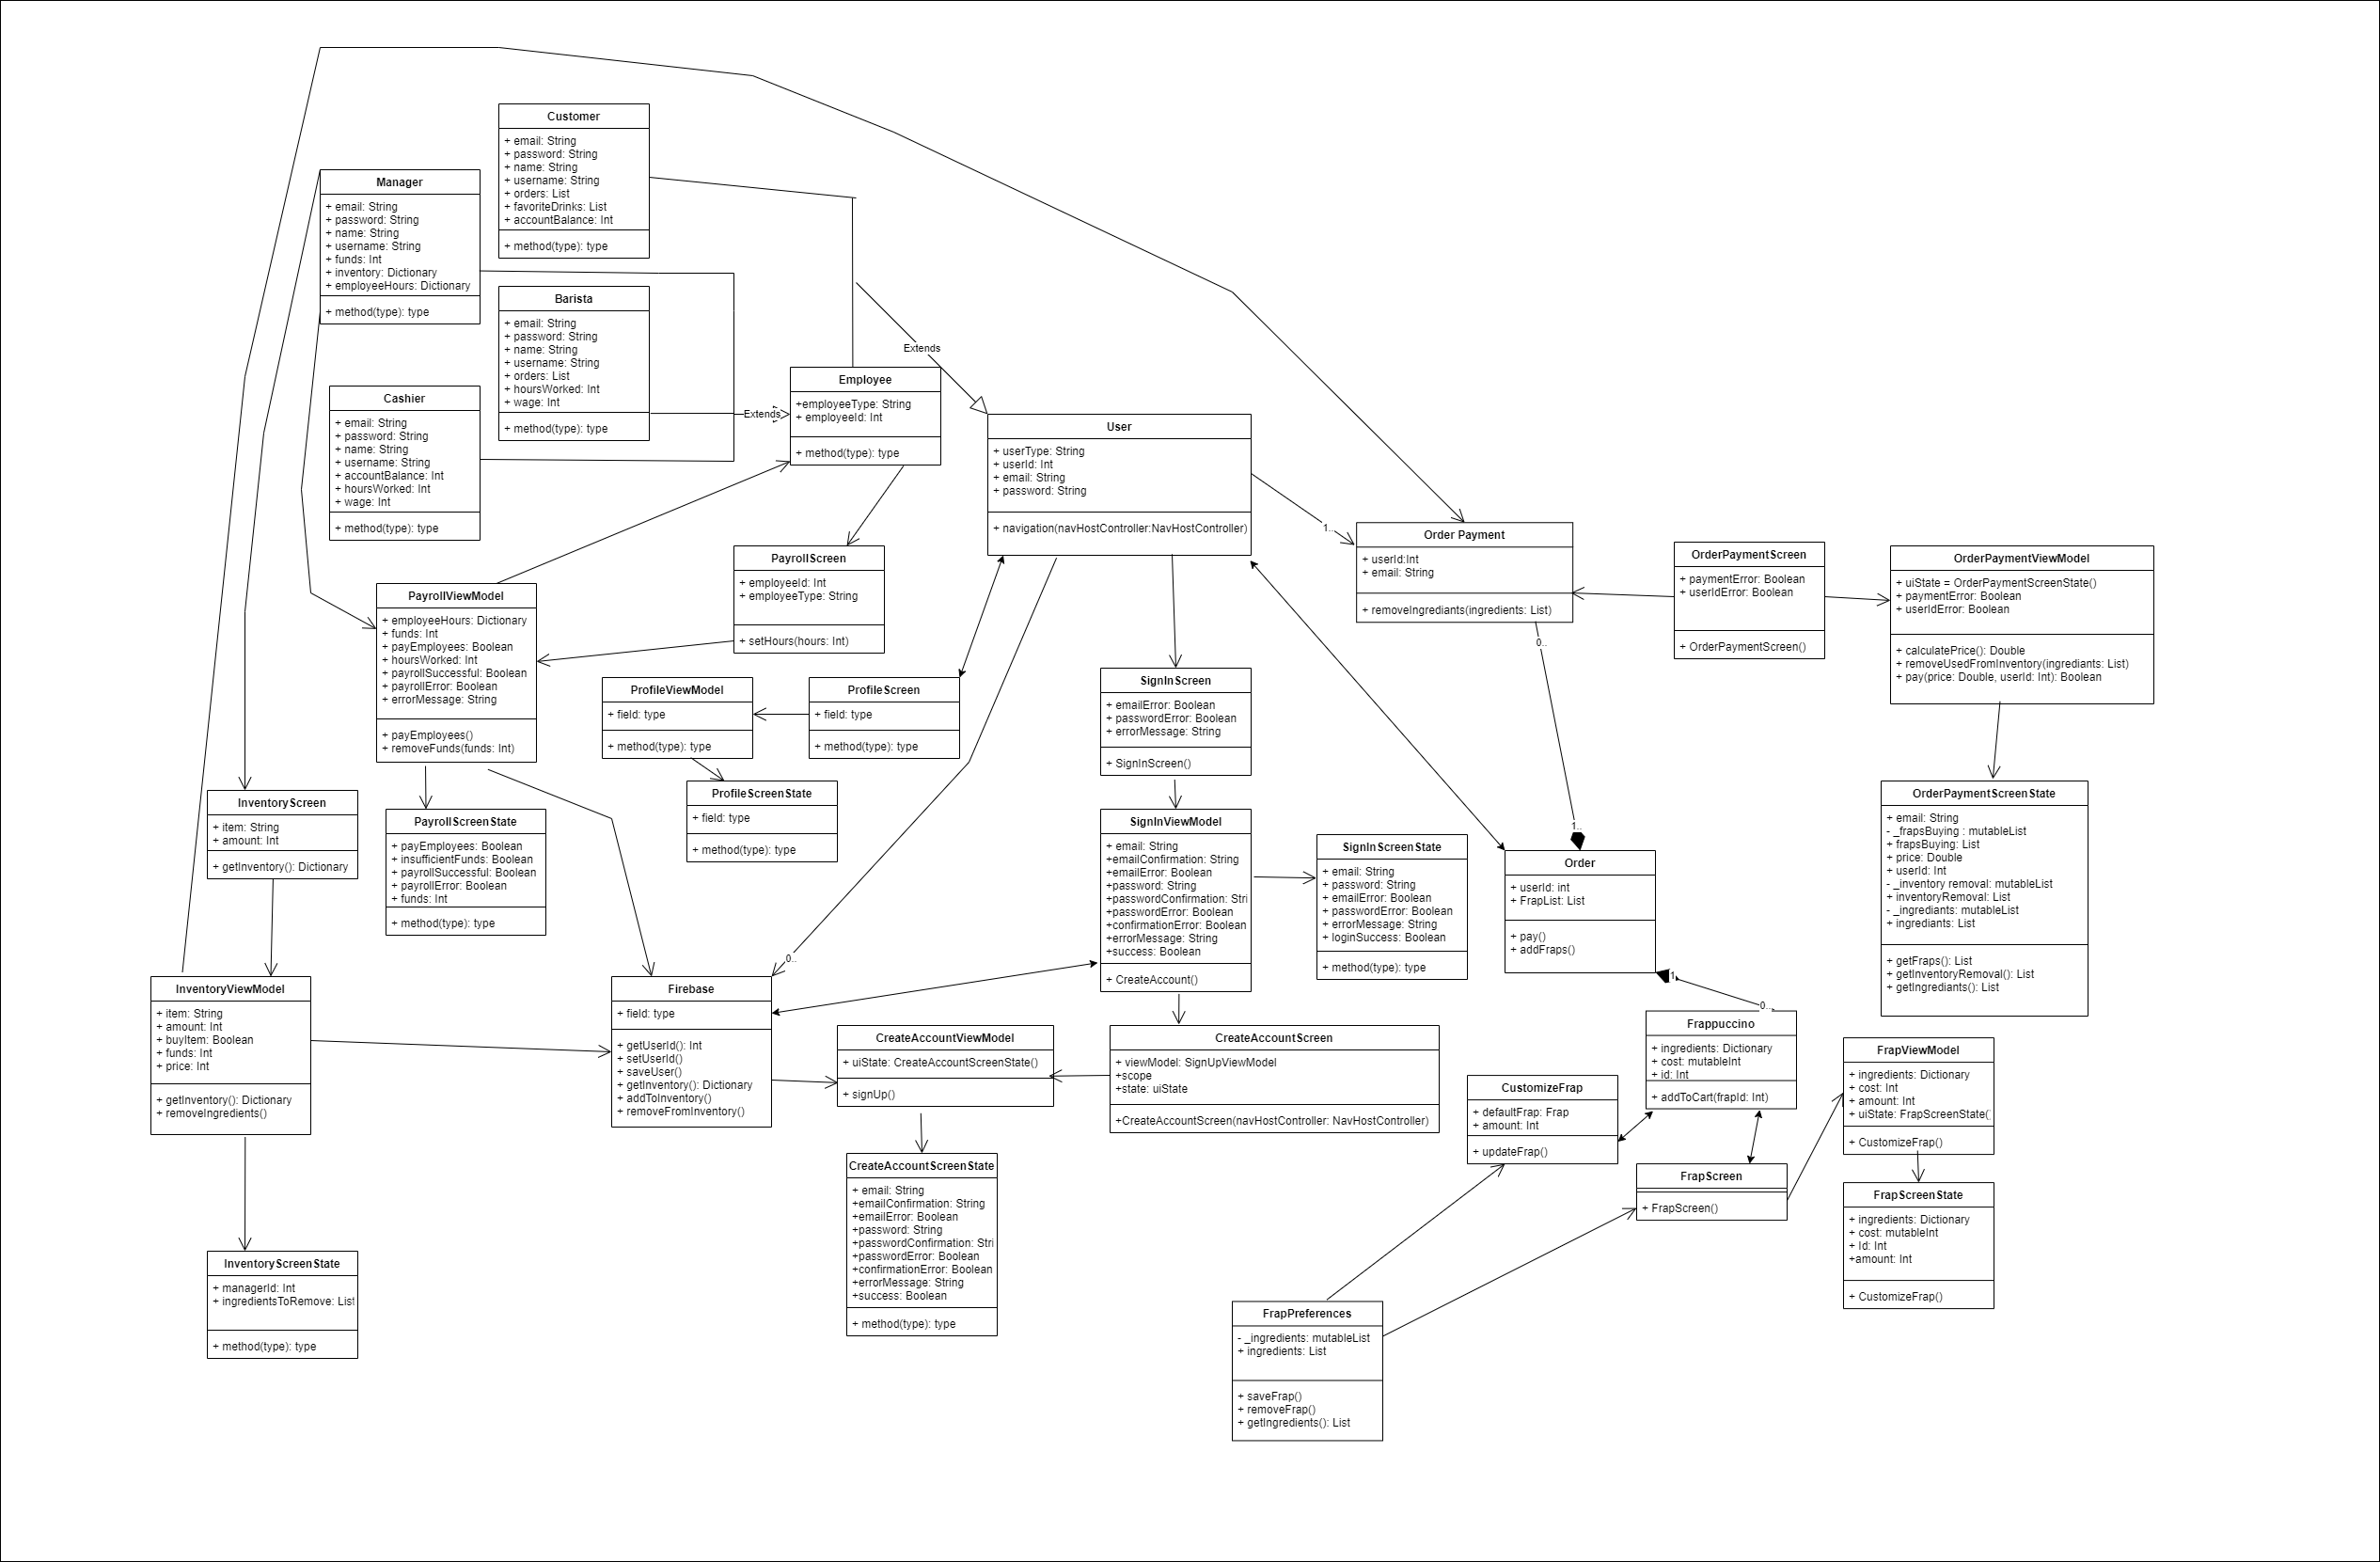 Customer
+ email: String
+ password: String
+ name: String
+ username: String
+ orders: List
+ favoriteDrinks: List
+ accountBalance: Int
+ method(type): type
Manager
+ email: String
+ password: String
+ name: String
+ username: String
+ funds: Int
+ inventory: Dictionary
+ employeeHours: Dictionary
+ method(type): type
Barista
+ email: String
+ password: String
+ name: String
+ username: String
+ orders: List
+ hoursWorked: Int
+ wage: Int
+ method(type): type
Cashier
+ email: String
+ password: String
+ name: String
+ username: String
+ accountBalance: Int
+ hoursWorked: Int
+ wage: Int
+ method(type): type
Extends
Extends
Employee
+employeeType: String
+ employeeId: Int
+ method(type): type
User
+ userType: String
+ userId: Int
+ email: String
+ password: String
+ navigation(navHostController:NavHostController)
1..
Order Payment
+ userId:Int
+ email: String
+ removeIngrediants(ingredients: List)
0..
OrderPaymentScreen
+ paymentError: Boolean
+ userIdError: Boolean
+ OrderPaymentScreen()
OrderPaymentViewModel
+ uiState = OrderPaymentScreenState()
+ paymentError: Boolean
+ userIdError: Boolean
+ calculatePrice(): Double
+ removeUsedFromInventory(ingrediants: List)
+ pay(price: Double, userId: Int): Boolean
PayrollScreen
+ employeeId: Int
+ employeeType: String
+ setHours(hours: Int)
PayrollViewModel
+ employeeHours: Dictionary
+ funds: Int
+ payEmployees: Boolean
+ hoursWorked: Int
+ payrollSuccessful: Boolean
+ payrollError: Boolean
+ errorMessage: String
+ payEmployees()
+ removeFunds(funds: Int)
ProfileViewModel
+ field: type
+ method(type): type
ProfileScreen
+ field: type
+ method(type): type
ProfileScreenState
+ field: type
+ method(type): type
SignInScreen
+ emailError: Boolean
+ passwordError: Boolean
+ errorMessage: String
+ SignInScreen()
InventoryScreen
+ item: String
+ amount: Int
+ getInventory(): Dictionary
PayrollScreenState
+ payEmployees: Boolean
+ insufficientFunds: Boolean
+ payrollSuccessful: Boolean
+ payrollError: Boolean
+ funds: Int
+ method(type): type
SignInViewModel
+ email: String
+emailConfirmation: String
+emailError: Boolean
+password: String
+passwordConfirmation: Stri
+passwordError: Boolean
+confirmationError: Boolean
+errorMessage: String
+success: Boolean
+ CreateAccount()
SignInScreenState
+ email: String
+ password: String
+ emailError: Boolean
+ passwordError: Boolean
+ errorMessage: String
+ loginSuccess: Boolean
+ method(type): type
1..
Order
+ userId: int
+ FrapList: List
+ pay()
+ addFraps()
1
0..
OrderPaymentScreenState
+ email: String
- _frapsBuying : mutableList
+ frapsBuying: List
+ price: Double
+ userId: Int
- _inventory removal: mutableList
+ inventoryRemoval: List
- _ingrediants: mutableList
+ ingrediants: List
+ getFraps(): List
+ getInventoryRemoval(): List
+ getIngrediants(): List
0..
InventoryViewModel
+ item: String
+ amount: Int
+ buyItem: Boolean
+ funds: Int
+ price: Int
+ getInventory(): Dictionary
+ removeIngredients()
Firebase
+ field: type
+ getUserId(): Int
+ setUserId()
+ saveUser()
+ getInventory(): Dictionary
+ addToInventory()
+ removeFromInventory()
CreateAccountViewModel
+ uiState: CreateAccountScreenState()
+ signUp()
CreateAccountScreen
+ viewModel: SignUpViewModel
+scope
+state: uiState
+CreateAccountScreen(navHostController: NavHostController)
Frappuccino
+ ingredients: Dictionary
+ cost: mutableInt
+ id: Int
+ addToCart(frapId: Int)
FrapViewModel
+ ingredients: Dictionary
+ cost: Int
+ amount: Int
+ uiState: FrapScreenState(
+ CustomizeFrap()
CustomizeFrap
+ defaultFrap: Frap
+ amount: Int
+ updateFrap()
CreateAccountScreenState
+ email: String
+emailConfirmation: String
+emailError: Boolean
+password: String
+passwordConfirmation: Stri
+passwordError: Boolean
+confirmationError: Boolean
+errorMessage: String
+success: Boolean
+ method(type): type
FrapScreen
+ FrapScreen()
FrapScreenState
+ ingredients: Dictionary
+ cost: mutableInt
+ Id: Int
+amount: Int
+ CustomizeFrap()
InventoryScreenState
+ managerId: Int
+ ingredientsToRemove: List
+ method(type): type
FrapPreferences
- _ingredients: mutableList
+ ingredients: List
+ saveFrap()
+ removeFrap()
+ getIngredients(): List